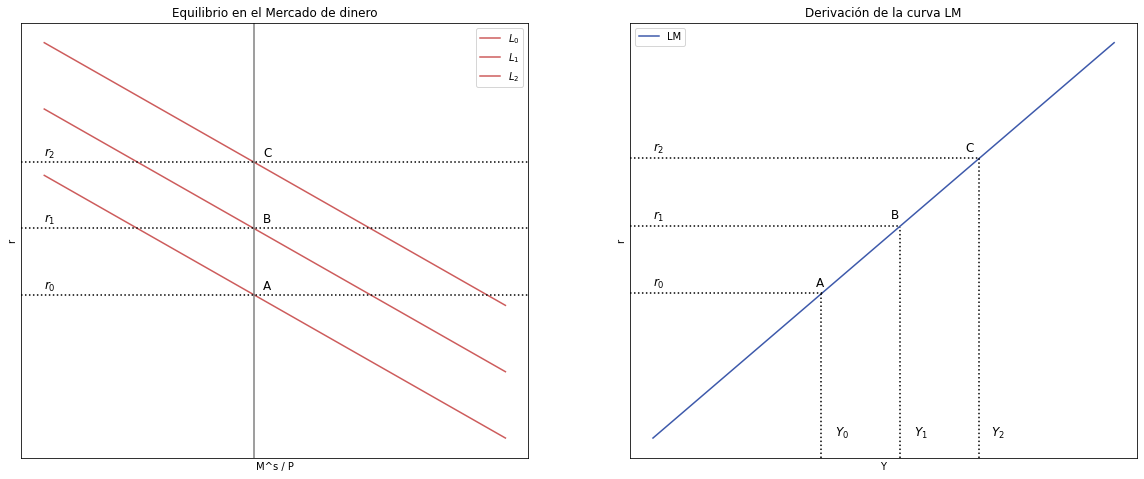 Equilibrio en el Mercado de dinero
L₀
L₁
L₂
C
r₂
B
r₁
A
r₀
r
M^s / P
Derivación de la curva LM
LM
C
r₂
B
r₁
A
r₀
r
Y₀ Y₁ Y₂
Y